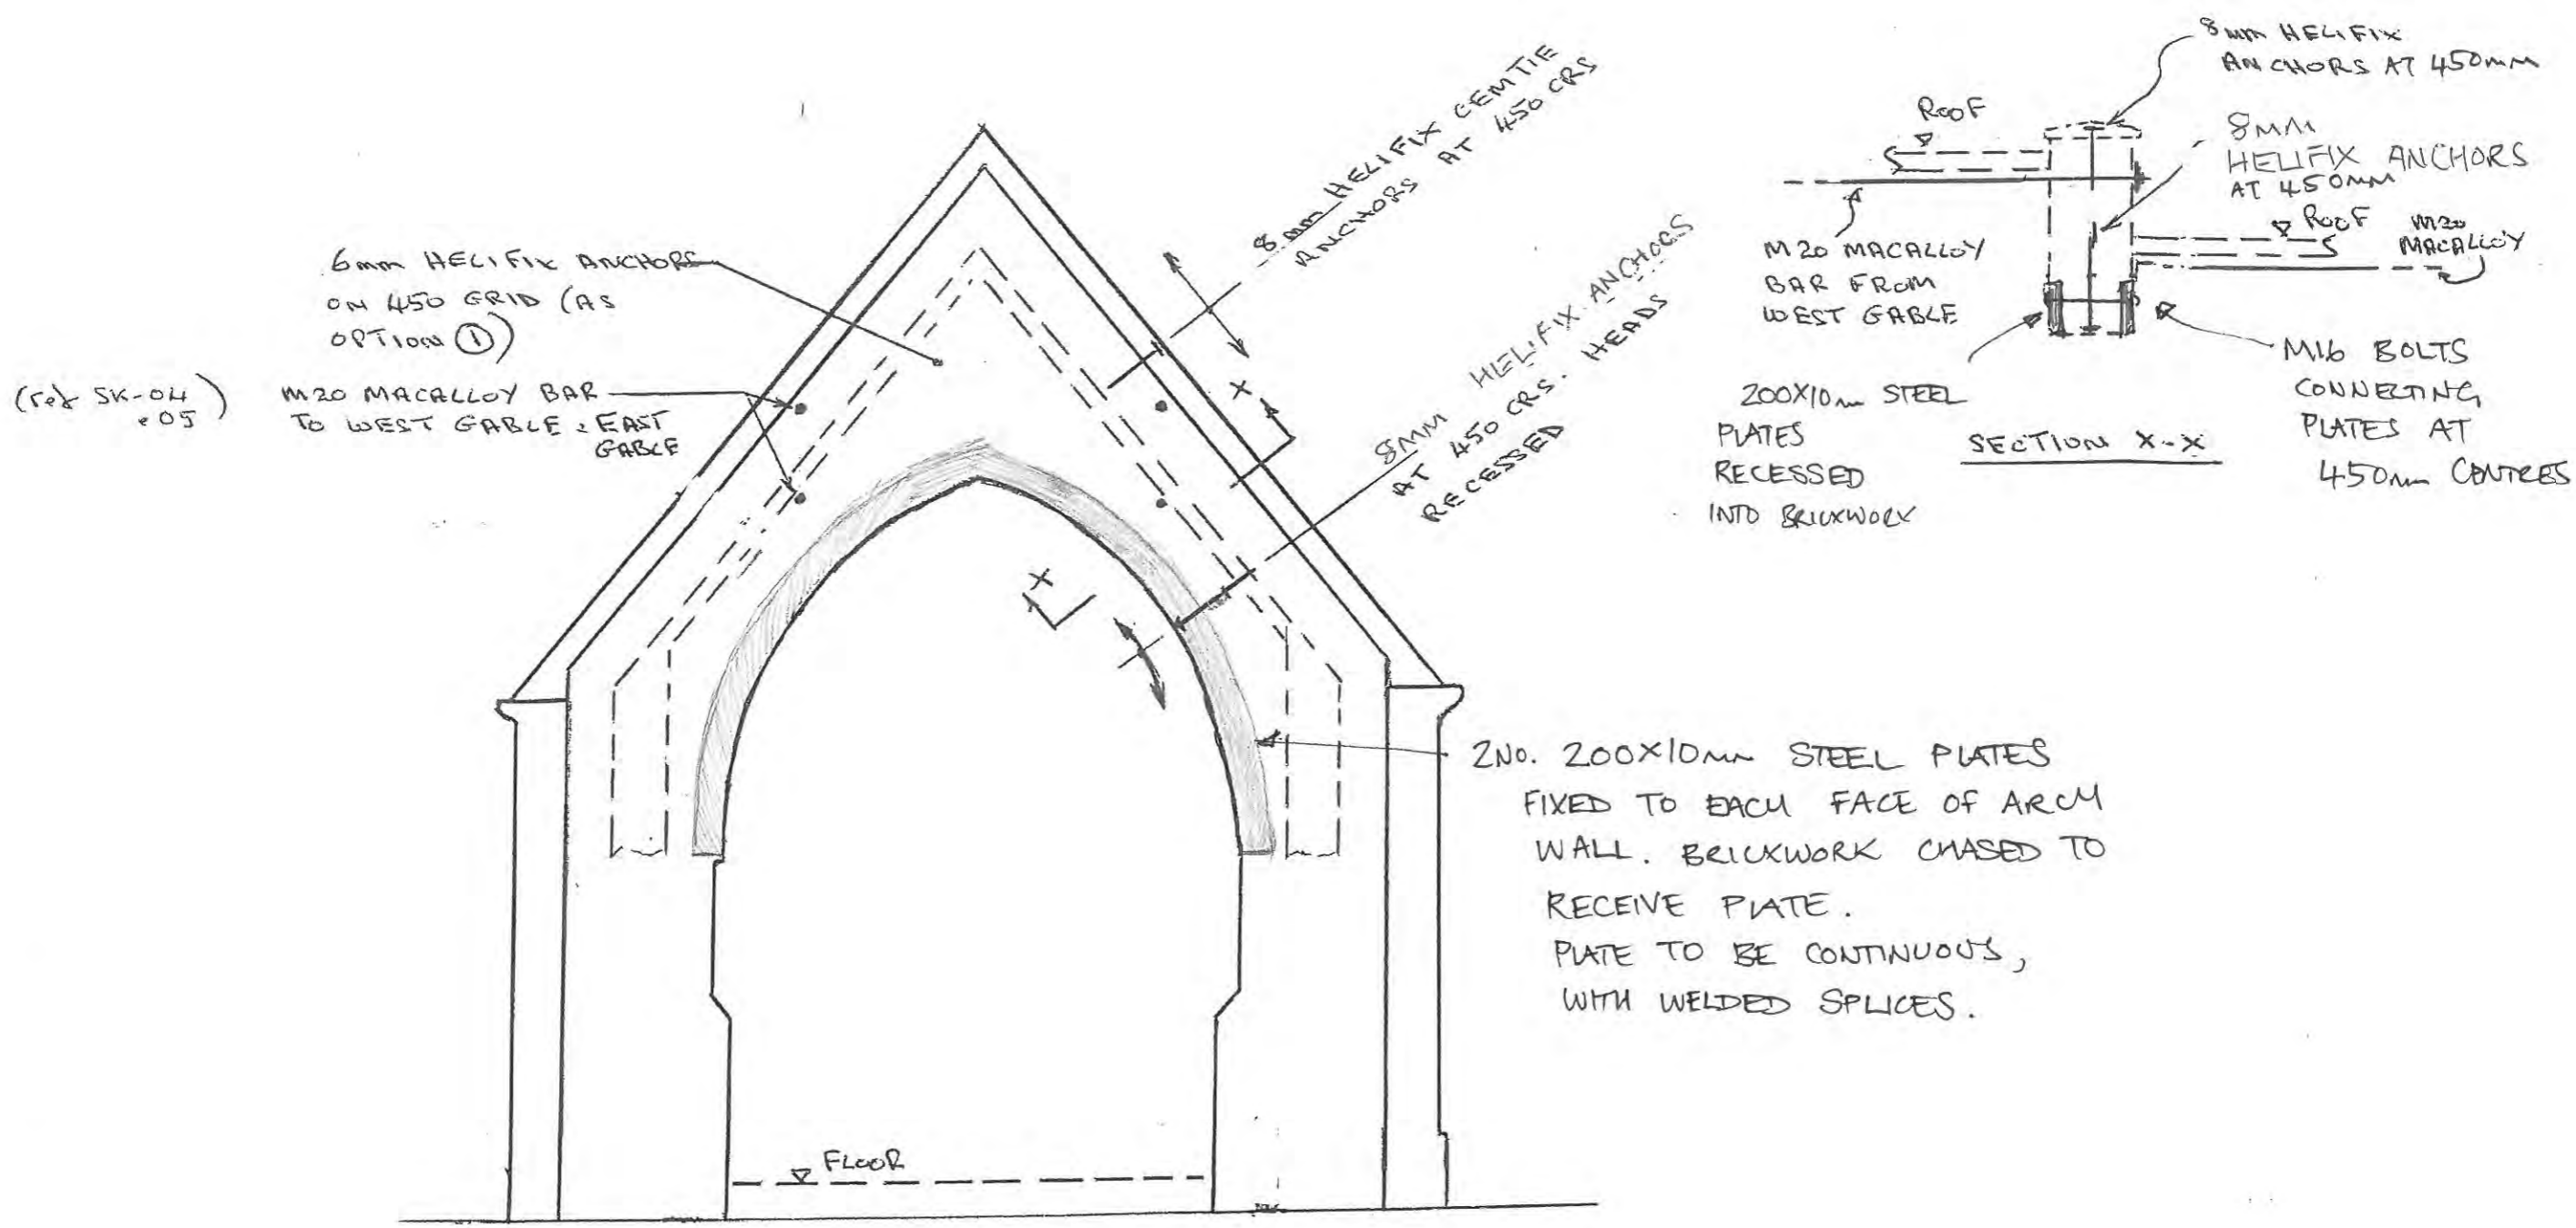 6mm HELIFIX ANCHORS
ON 450 GRID (AS
OPTION ①)
(ref SK-04
+05)
M20 MACALLOY BAR
TO WEST GABLE & EAST
GABLE
8mm HELIFIX CEMTIE
ANCHORS AT 450 CRS
8MM HELIFIX ANCHORS
AT 450 CRS. HEADS
RECESSED
X
X
2NO. 200X10mm STEEL PLATES
FIXED TO EACH FACE OF ARCH
WALL. BRICKWORK CHASED TO
RECEIVE PLATE.
PLATE TO BE CONTINUOUS,
WITH WELDED SPLICES.
FLOOR
8mm HELIFIX
ANCHORS AT 450mm
ROOF
8MM
HELIFIX ANCHORS
AT 450mm
ROOF
M20
MACALLOY
M20 MACALLOY
BAR FROM
WEST GABLE
200X10mm STEEL
PLATES
RECESSED
INTO BRICKWORK
SECTION X-X
M16 BOLTS
CONNECTING
PLATES AT
450mm CENTRES